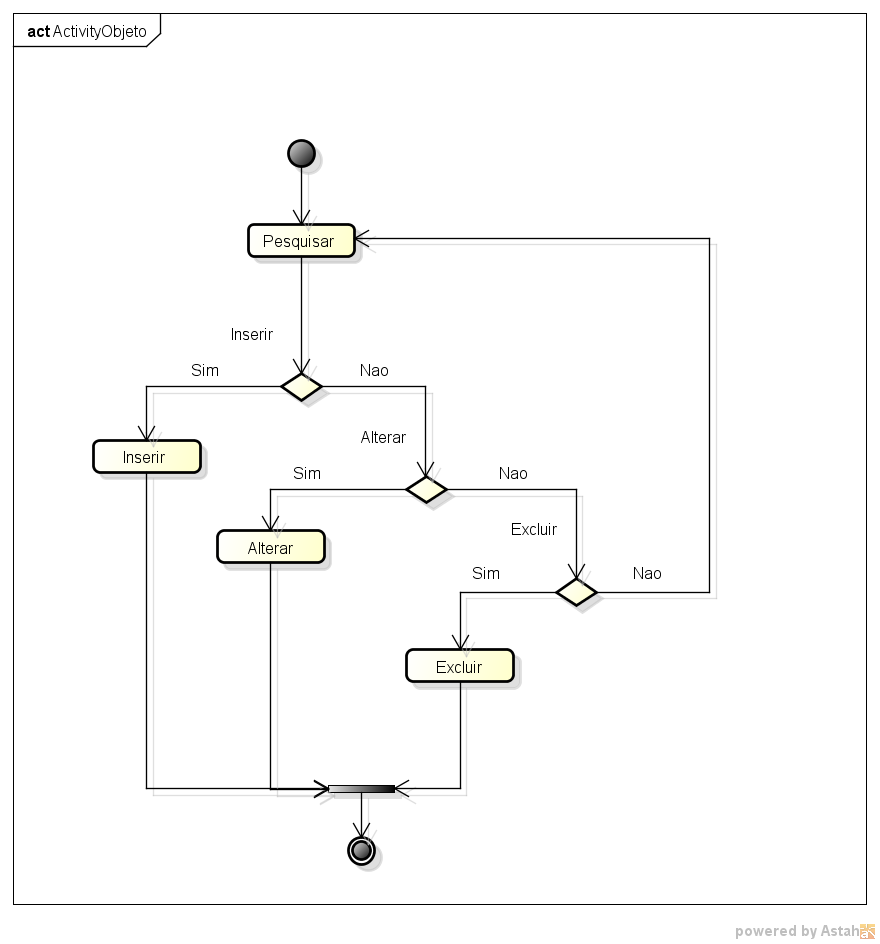 act ActivityObjeto
Pesquisar
Inserir
Sim
Nao
Alterar
Inserir
Sim
Nao
Excluir
Alterar
Sim
Nao
Excluir
powered by Astah